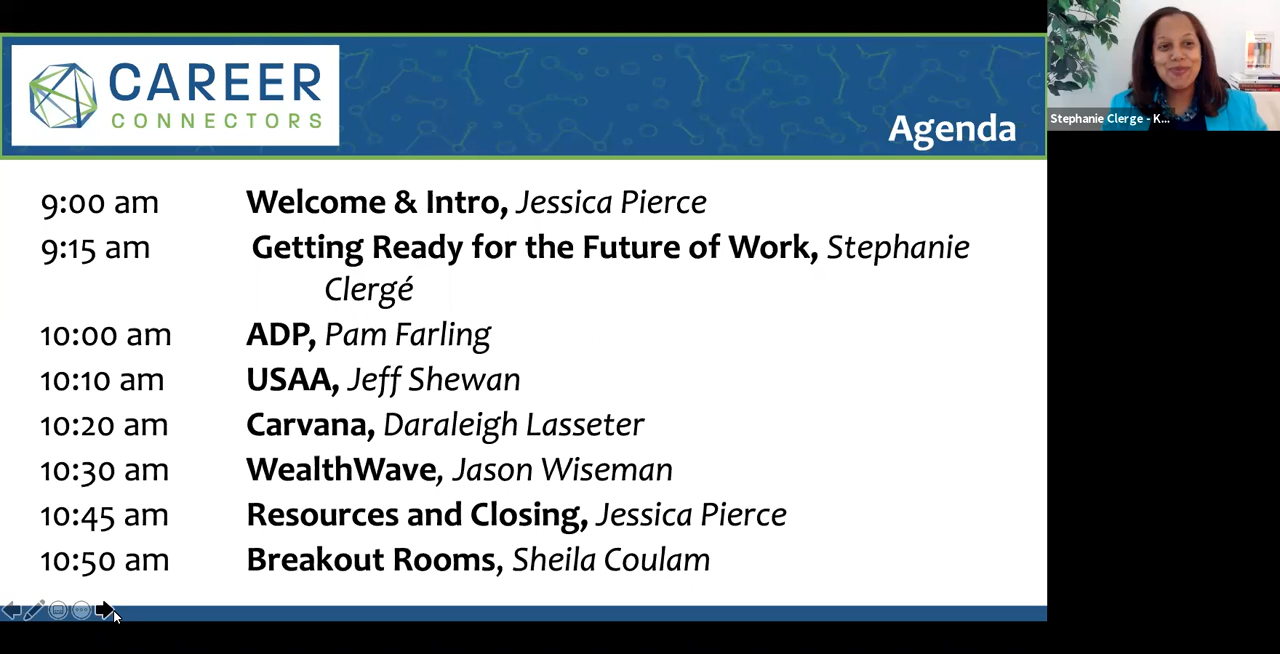 CAREER
CONNECTORS
Agenda
Stephanie Clerge - K...
9:00 am Welcome & Intro, Jessica Pierce
9:15 am Getting Ready for the Future of Work, Stephanie
Clergé
10:00 am ADP, Pam Farling
10:10 am USAA, Jeff Shewan
10:20 am Carvana, Daraleigh Lasseter
10:30 am WealthWave, Jason Wiseman
10:45 am Resources and Closing, Jessica Pierce
10:50 am Breakout Rooms, Sheila Coulam